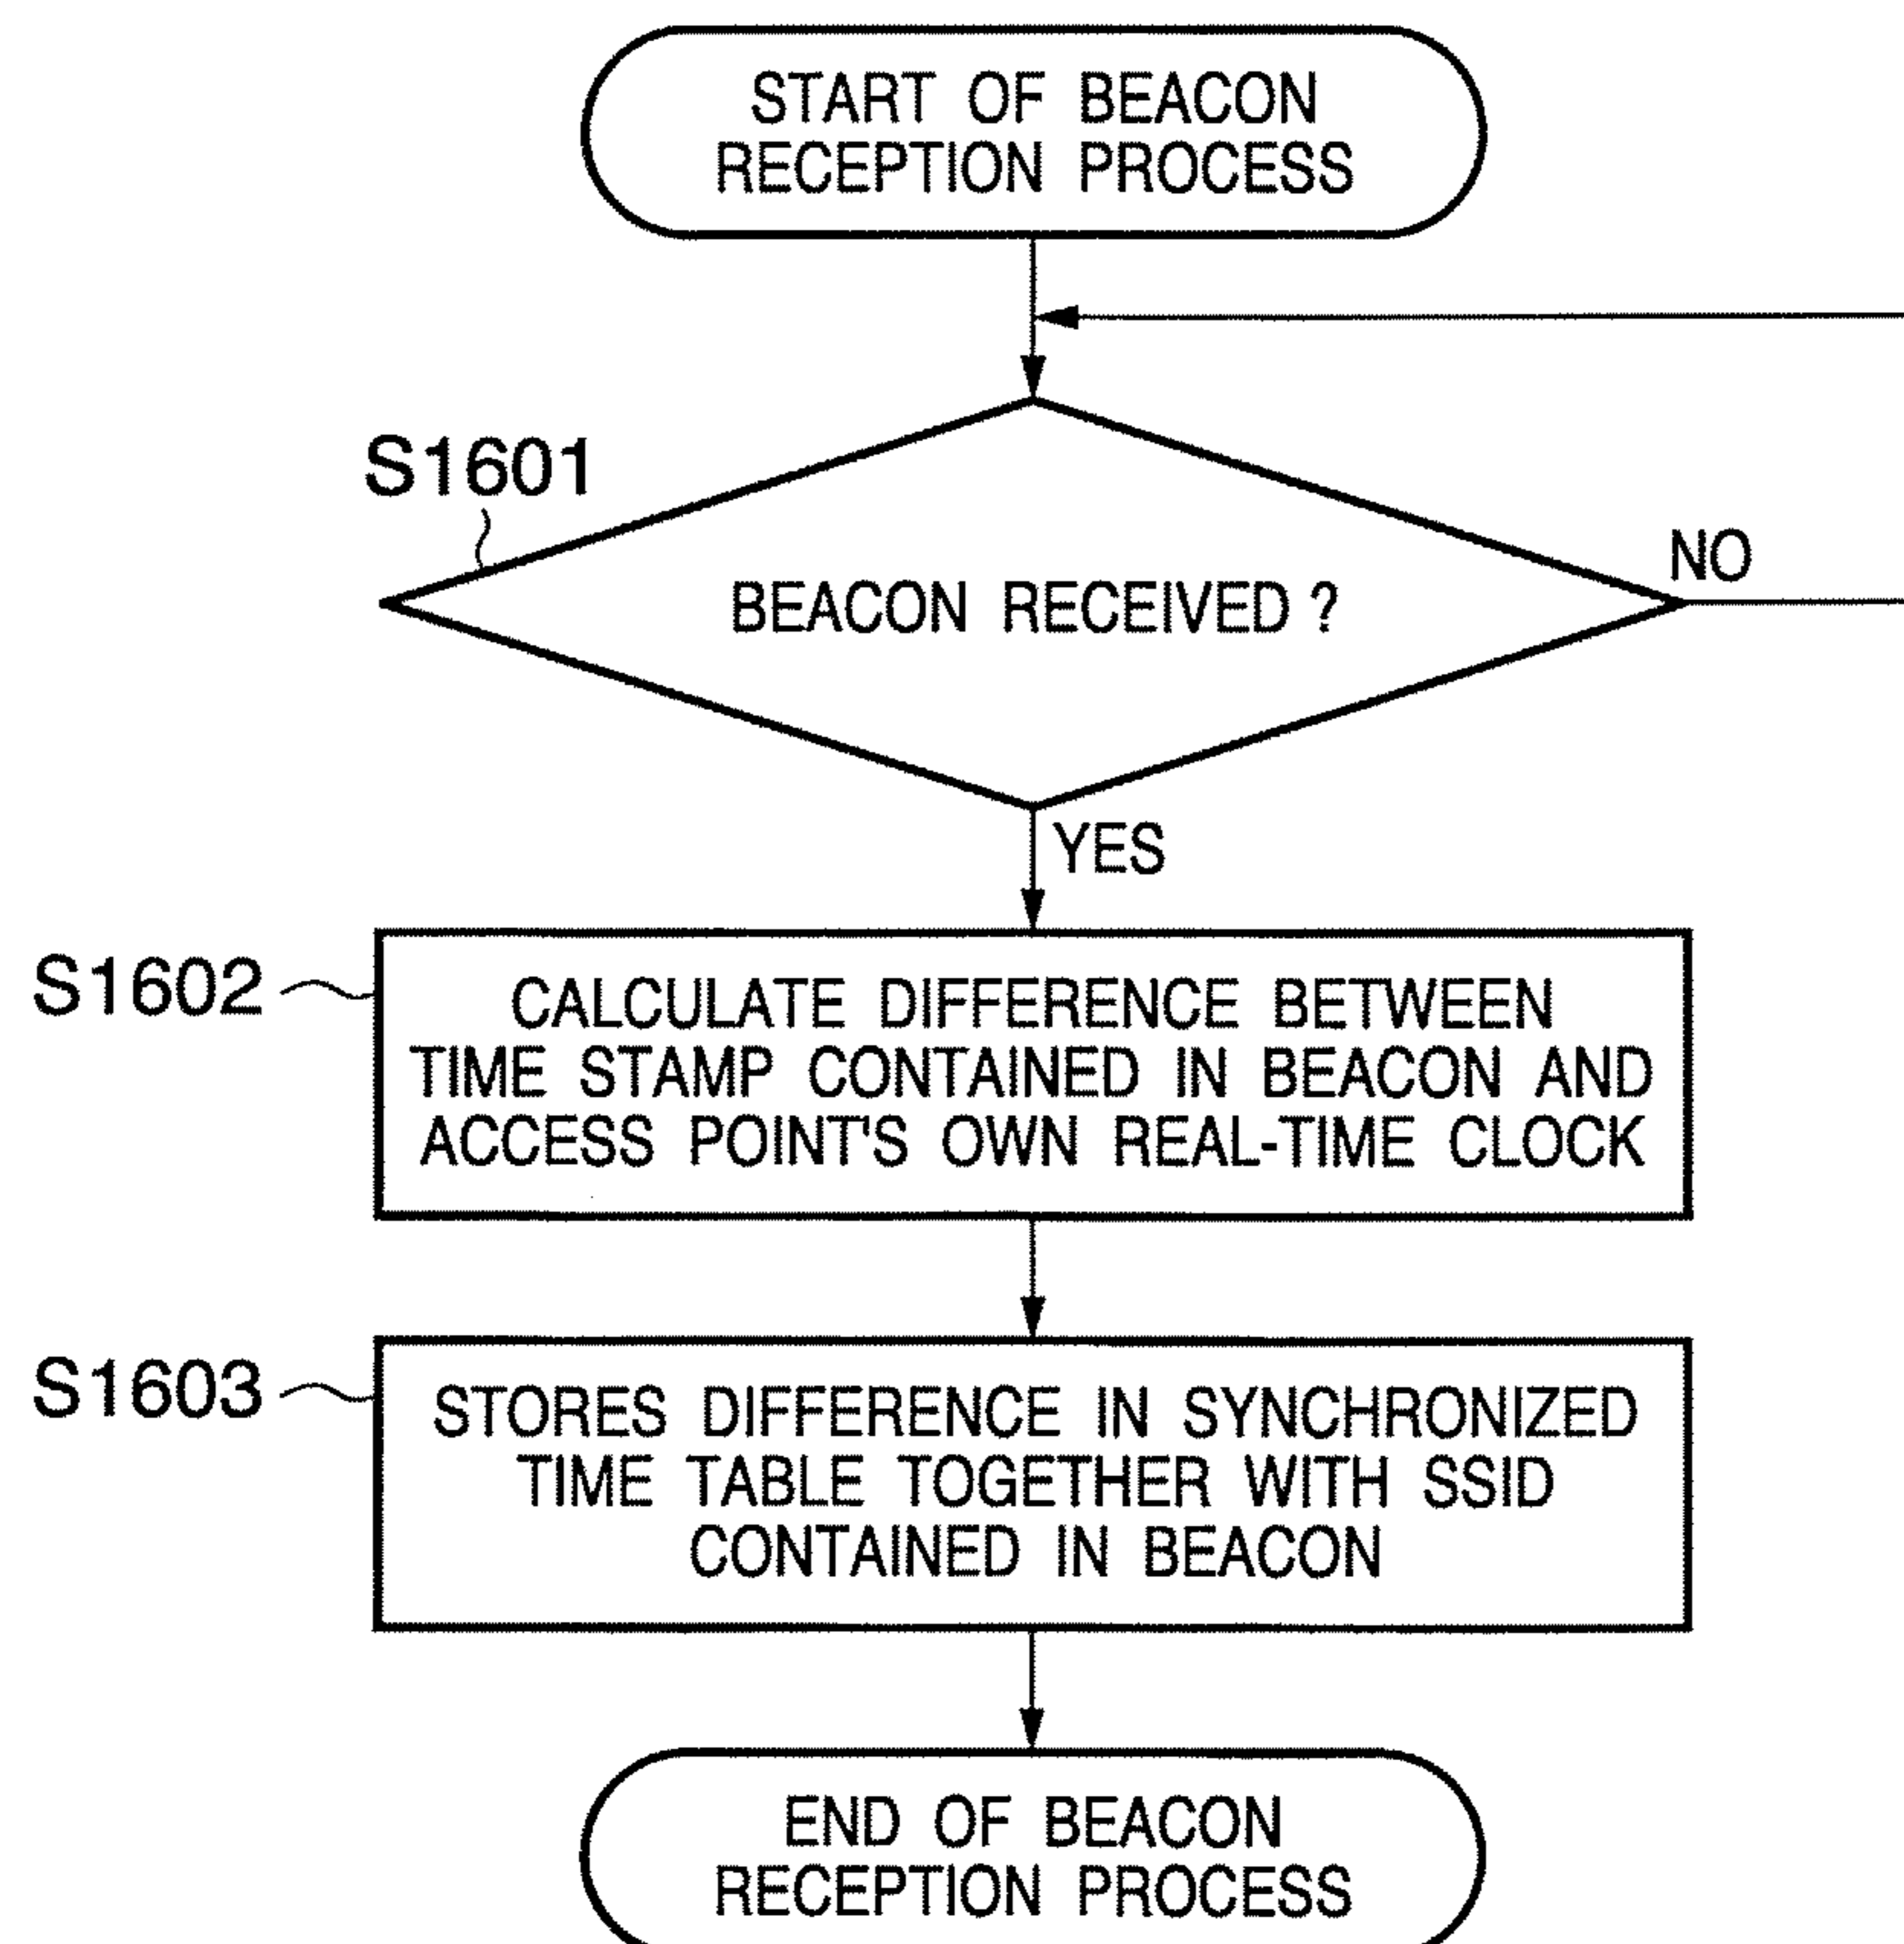 START OF BEACON
RECEPTION PROCESS
S1601
BEACON RECEIVED ?
NO
YES
S1602
CALCULATE DIFFERENCE BETWEEN
TIME STAMP CONTAINED IN BEACON AND
ACCESS POINT'S OWN REAL-TIME CLOCK
S1603
STORES DIFFERENCE IN SYNCHRONIZED
TIME TABLE TOGETHER WITH SSID
CONTAINED IN BEACON
END OF BEACON
RECEPTION PROCESS